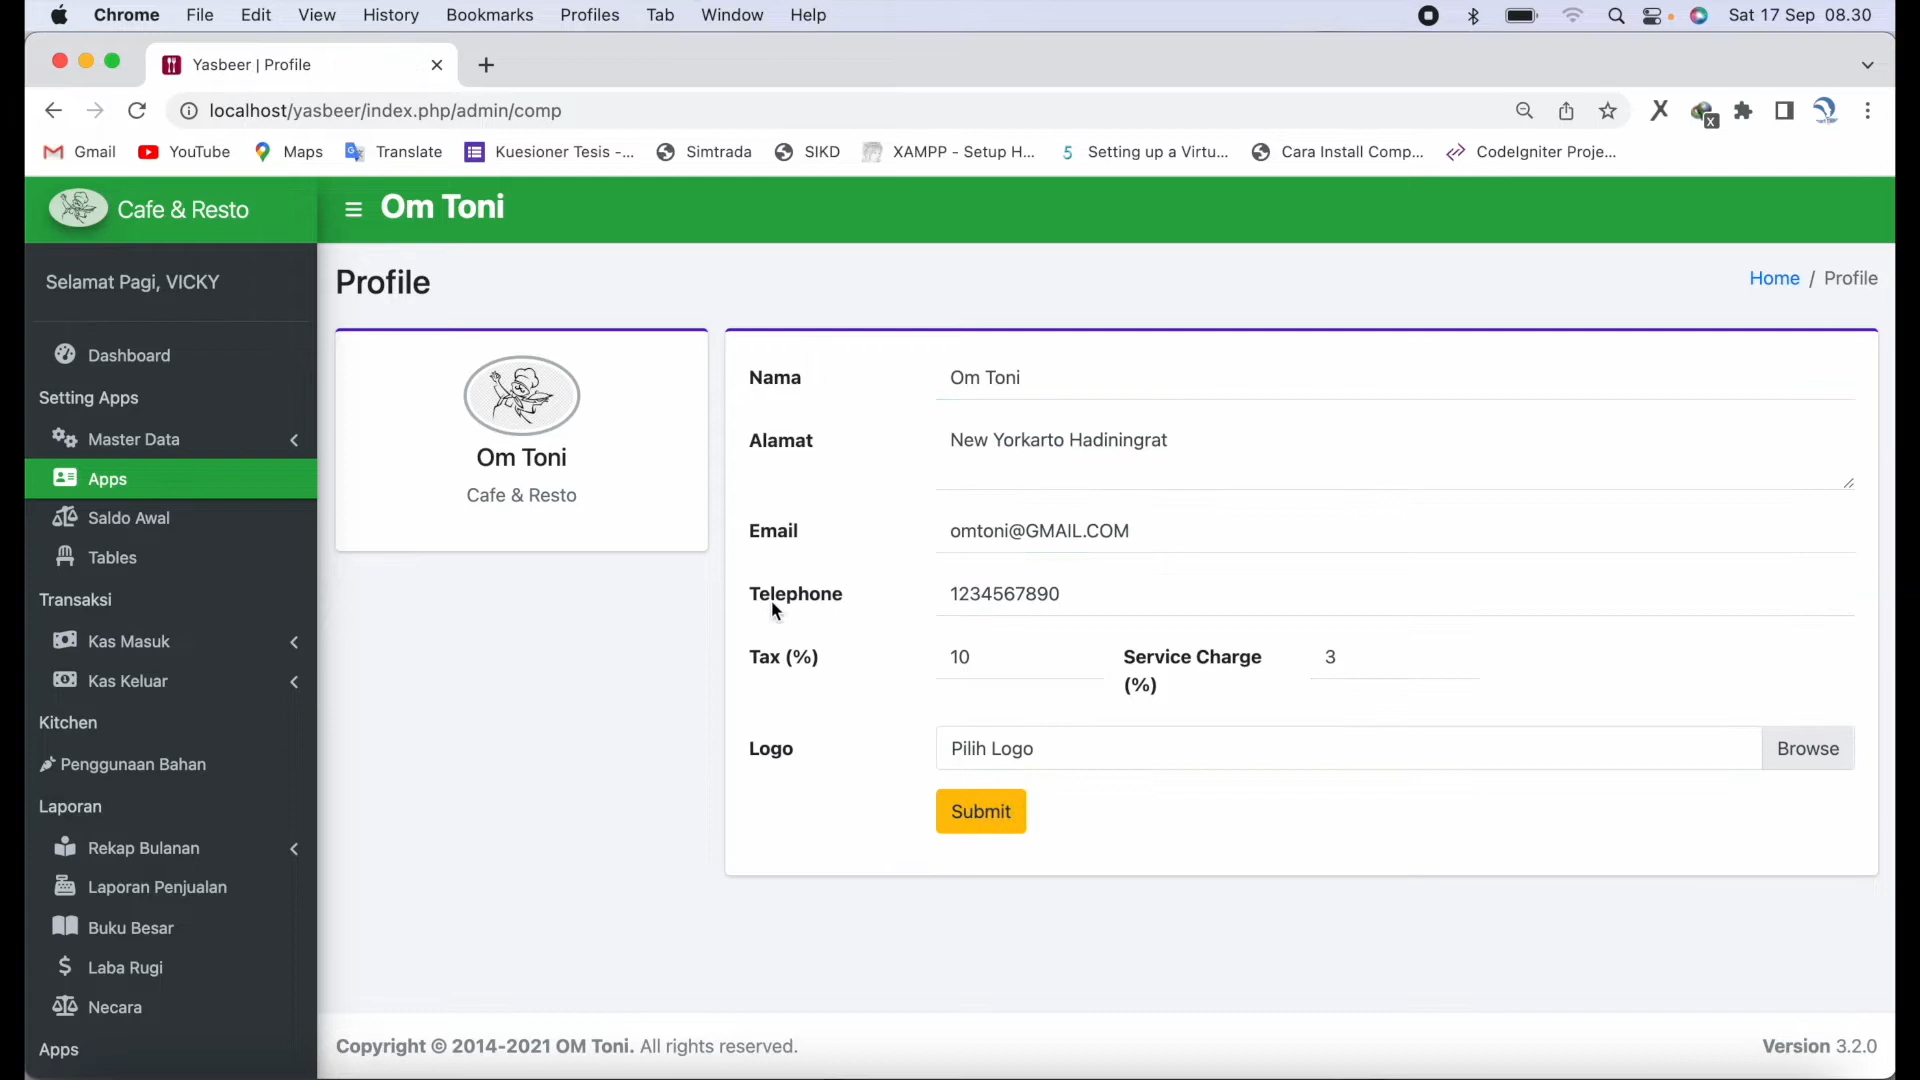 Chrome File Edit View History Bookmarks Profiles Tab Window Help Sat 17 Sep 08.30
Yasbeer | Profile
localhost/yasbeer/index.php/admin/comp
Gmail YouTube Maps Translate Kuesioner Tesis -... Simtrada SIKD XAMPP - Setup H... 5 Setting up a Virtu... Cara Install Comp... CodeIgniter Proje...
Cafe & Resto
Om Toni
Selamat Pagi, VICKY
Dashboard
Setting Apps
Master Data
Apps
Saldo Awal
Tables
Transaksi
Kas Masuk
Kas Keluar
Kitchen
Penggunaan Bahan
Laporan
Rekap Bulanan
Laporan Penjualan
Buku Besar
Laba Rugi
Necara
Apps
Profile
Home / Profile
Om Toni
Cafe & Resto
Nama Om Toni
Alamat New Yorkarto Hadiningrat
Email omtoni@GMAIL.COM
Telephone 1234567890
Tax (%) 10 Service Charge 3
(%)
Logo Pilih Logo Browse
Submit
Copyright © 2014-2021 OM Toni. All rights reserved.
Version 3.2.0